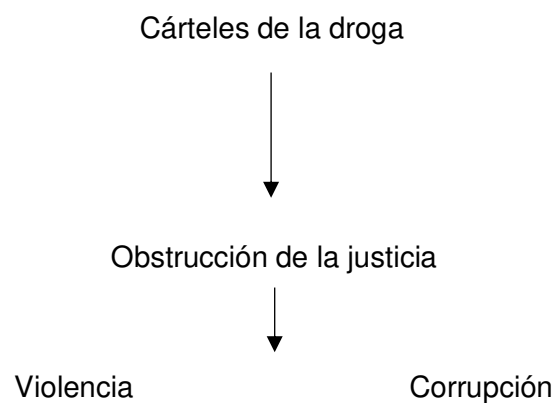 Cárteles de la droga
Obstrucción de la justicia
Violencia Corrupción